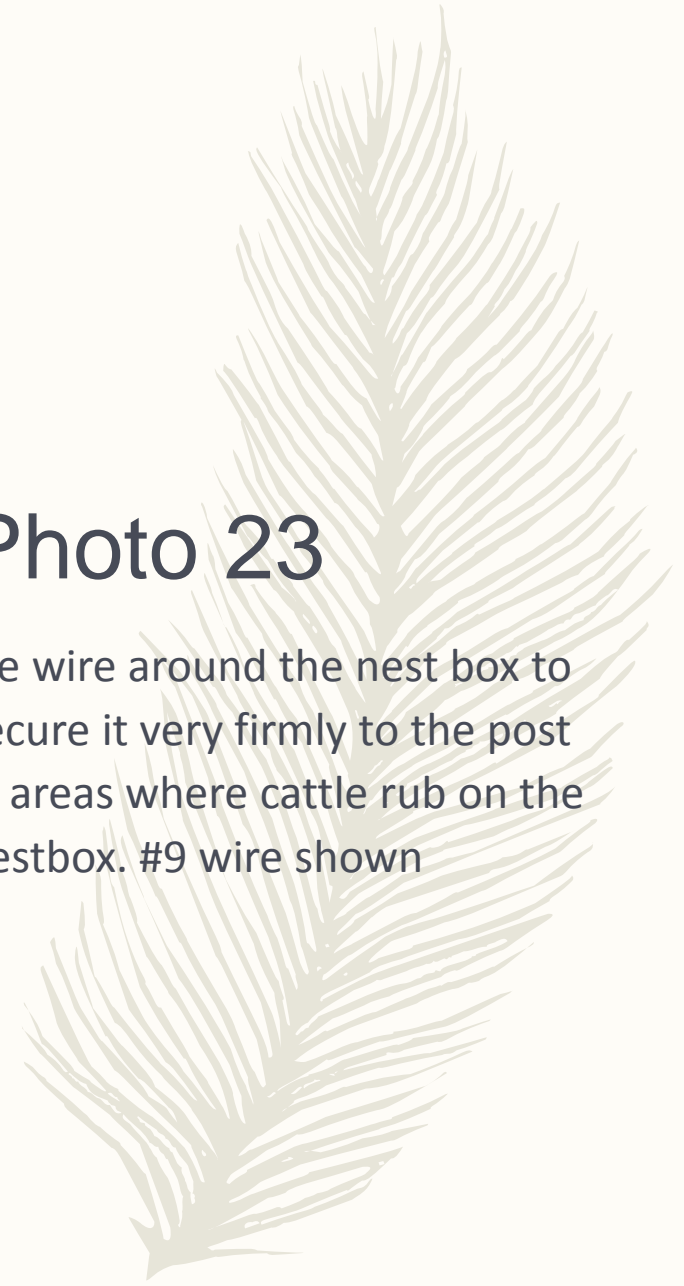 Photo 23
e wire around the nest box to
ecure it very firmly to the post
areas where cattle rub on the
estbox. #9 wire shown